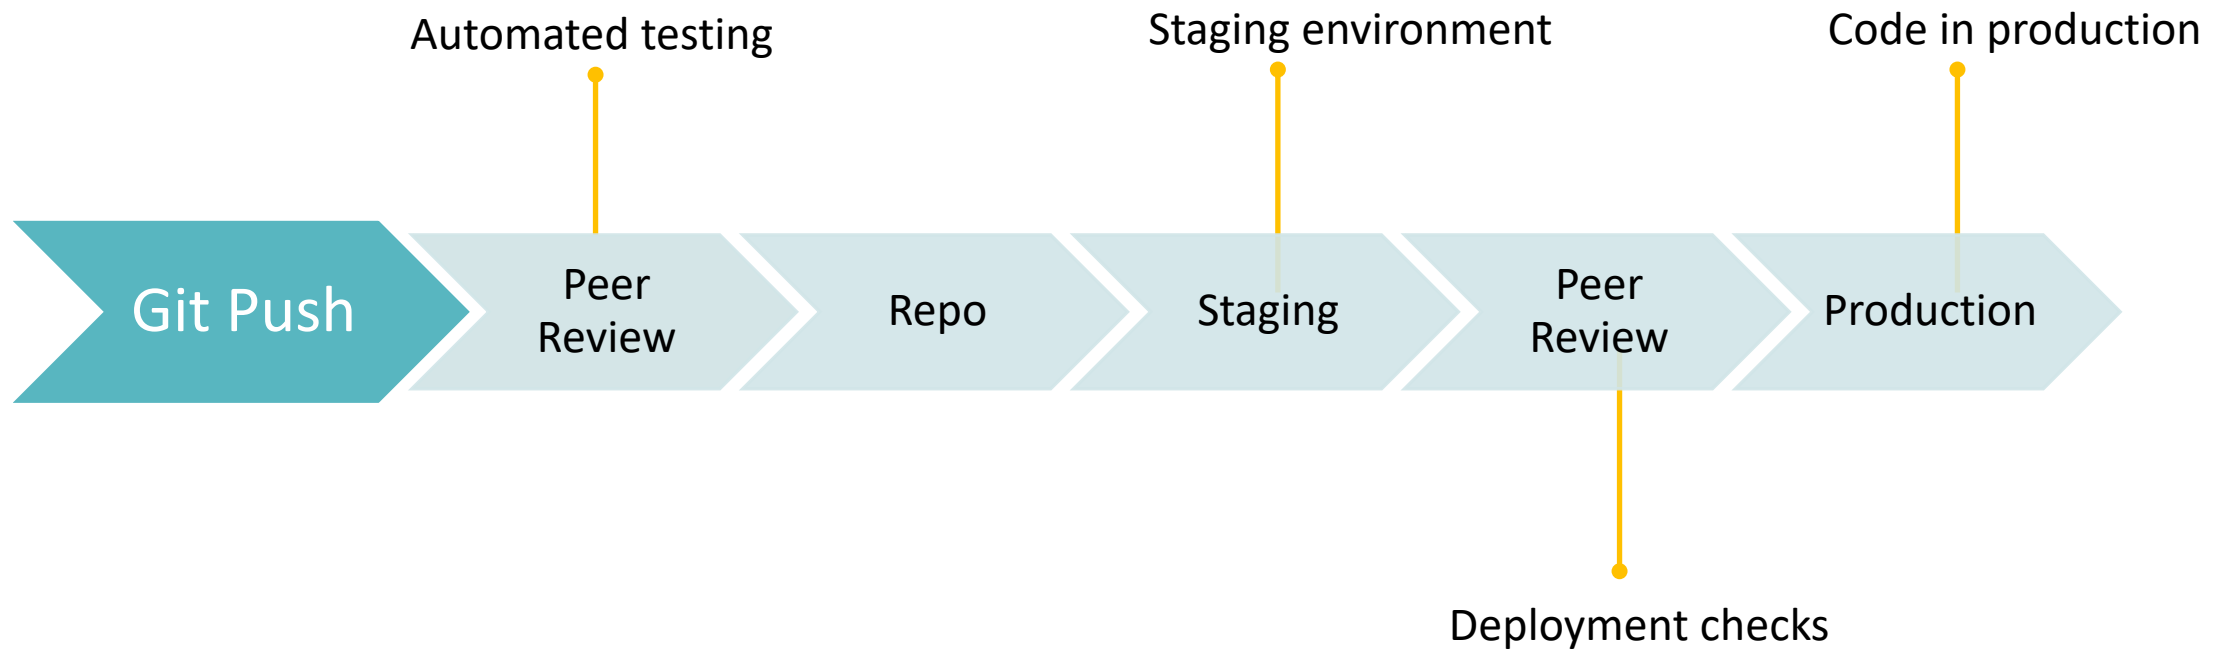 Automated testing
Staging environment
Code in production
Git Push
Peer
Review
Repo
Staging
Peer
Review
Production
Deployment checks